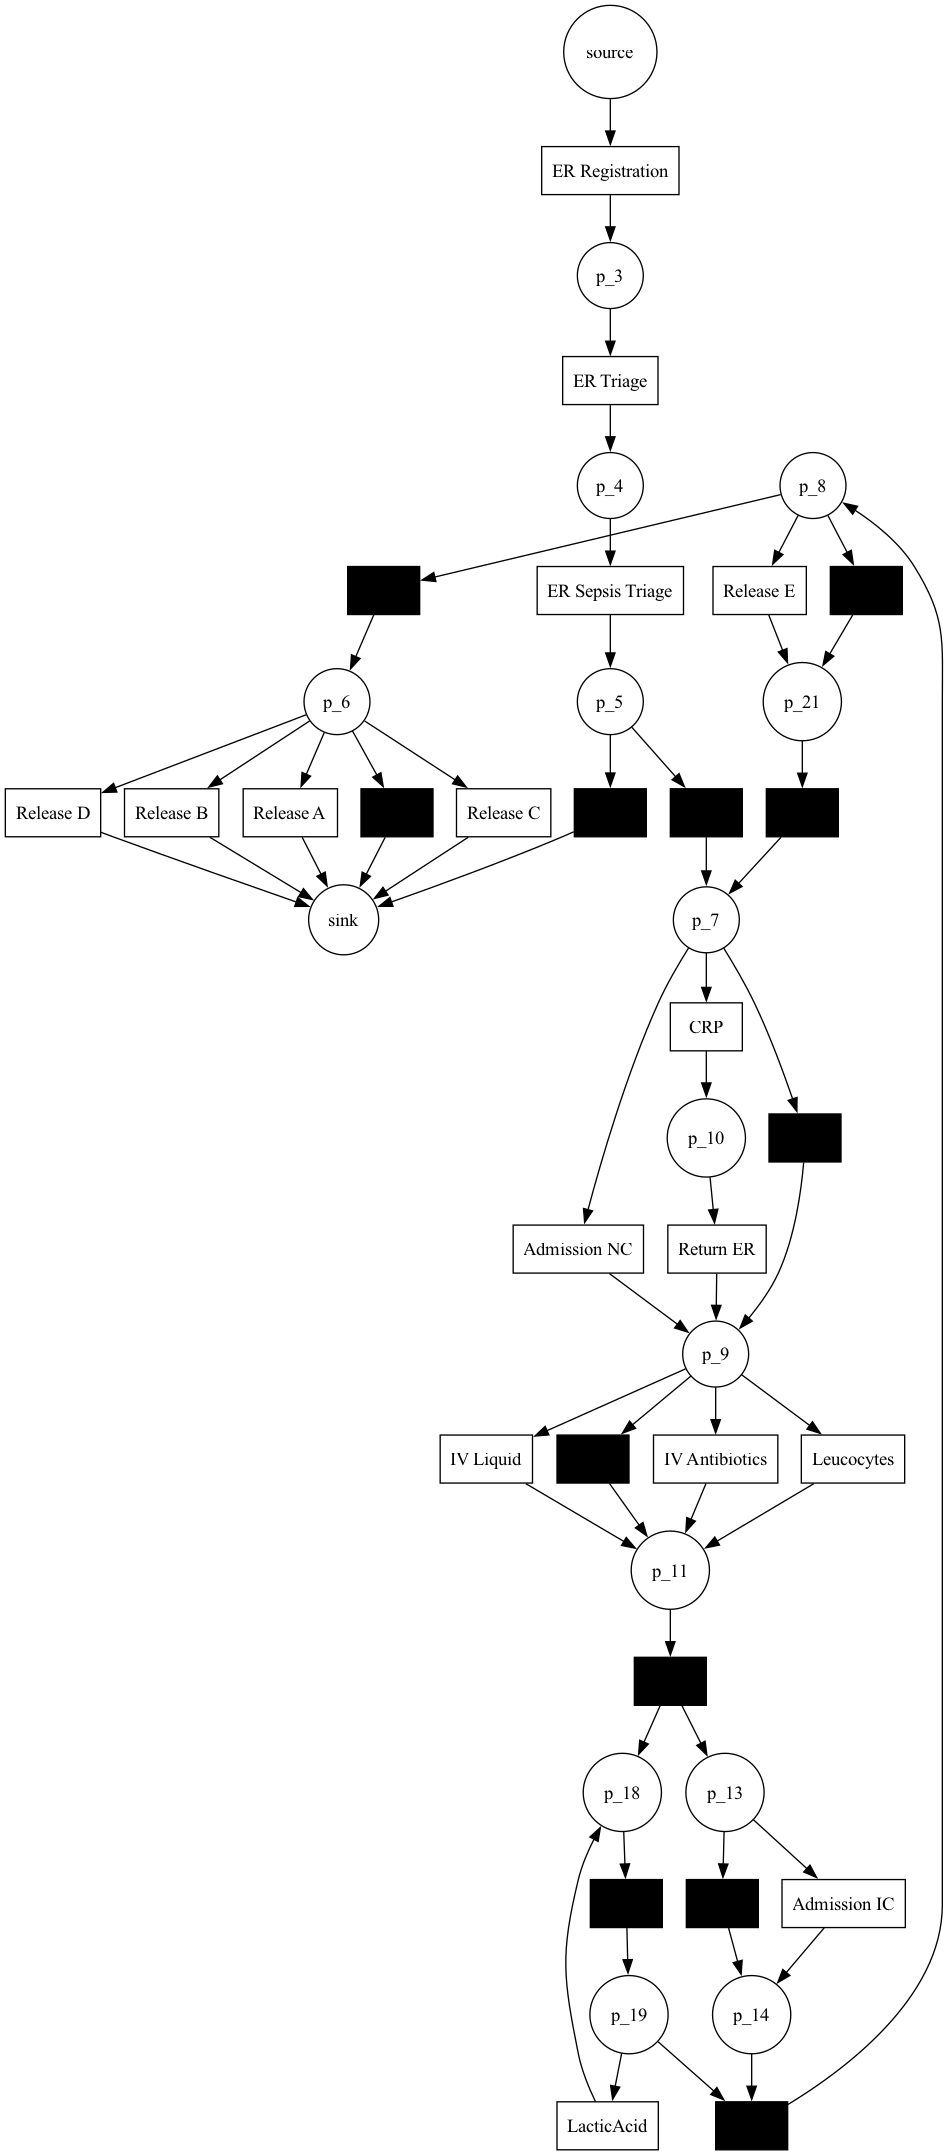 source
ER Registration
p_3
ER Triage
p_4
p_8
ER Sepsis Triage
Release E
p_6
p_5
p_21
Release D
Release B
Release A
Release C
sink
p_7
CRP
p_10
Admission NC
Return ER
p_9
IV Liquid
IV Antibiotics
Leucocytes
p_11
p_18
p_13
Admission IC
p_19
p_14
LacticAcid